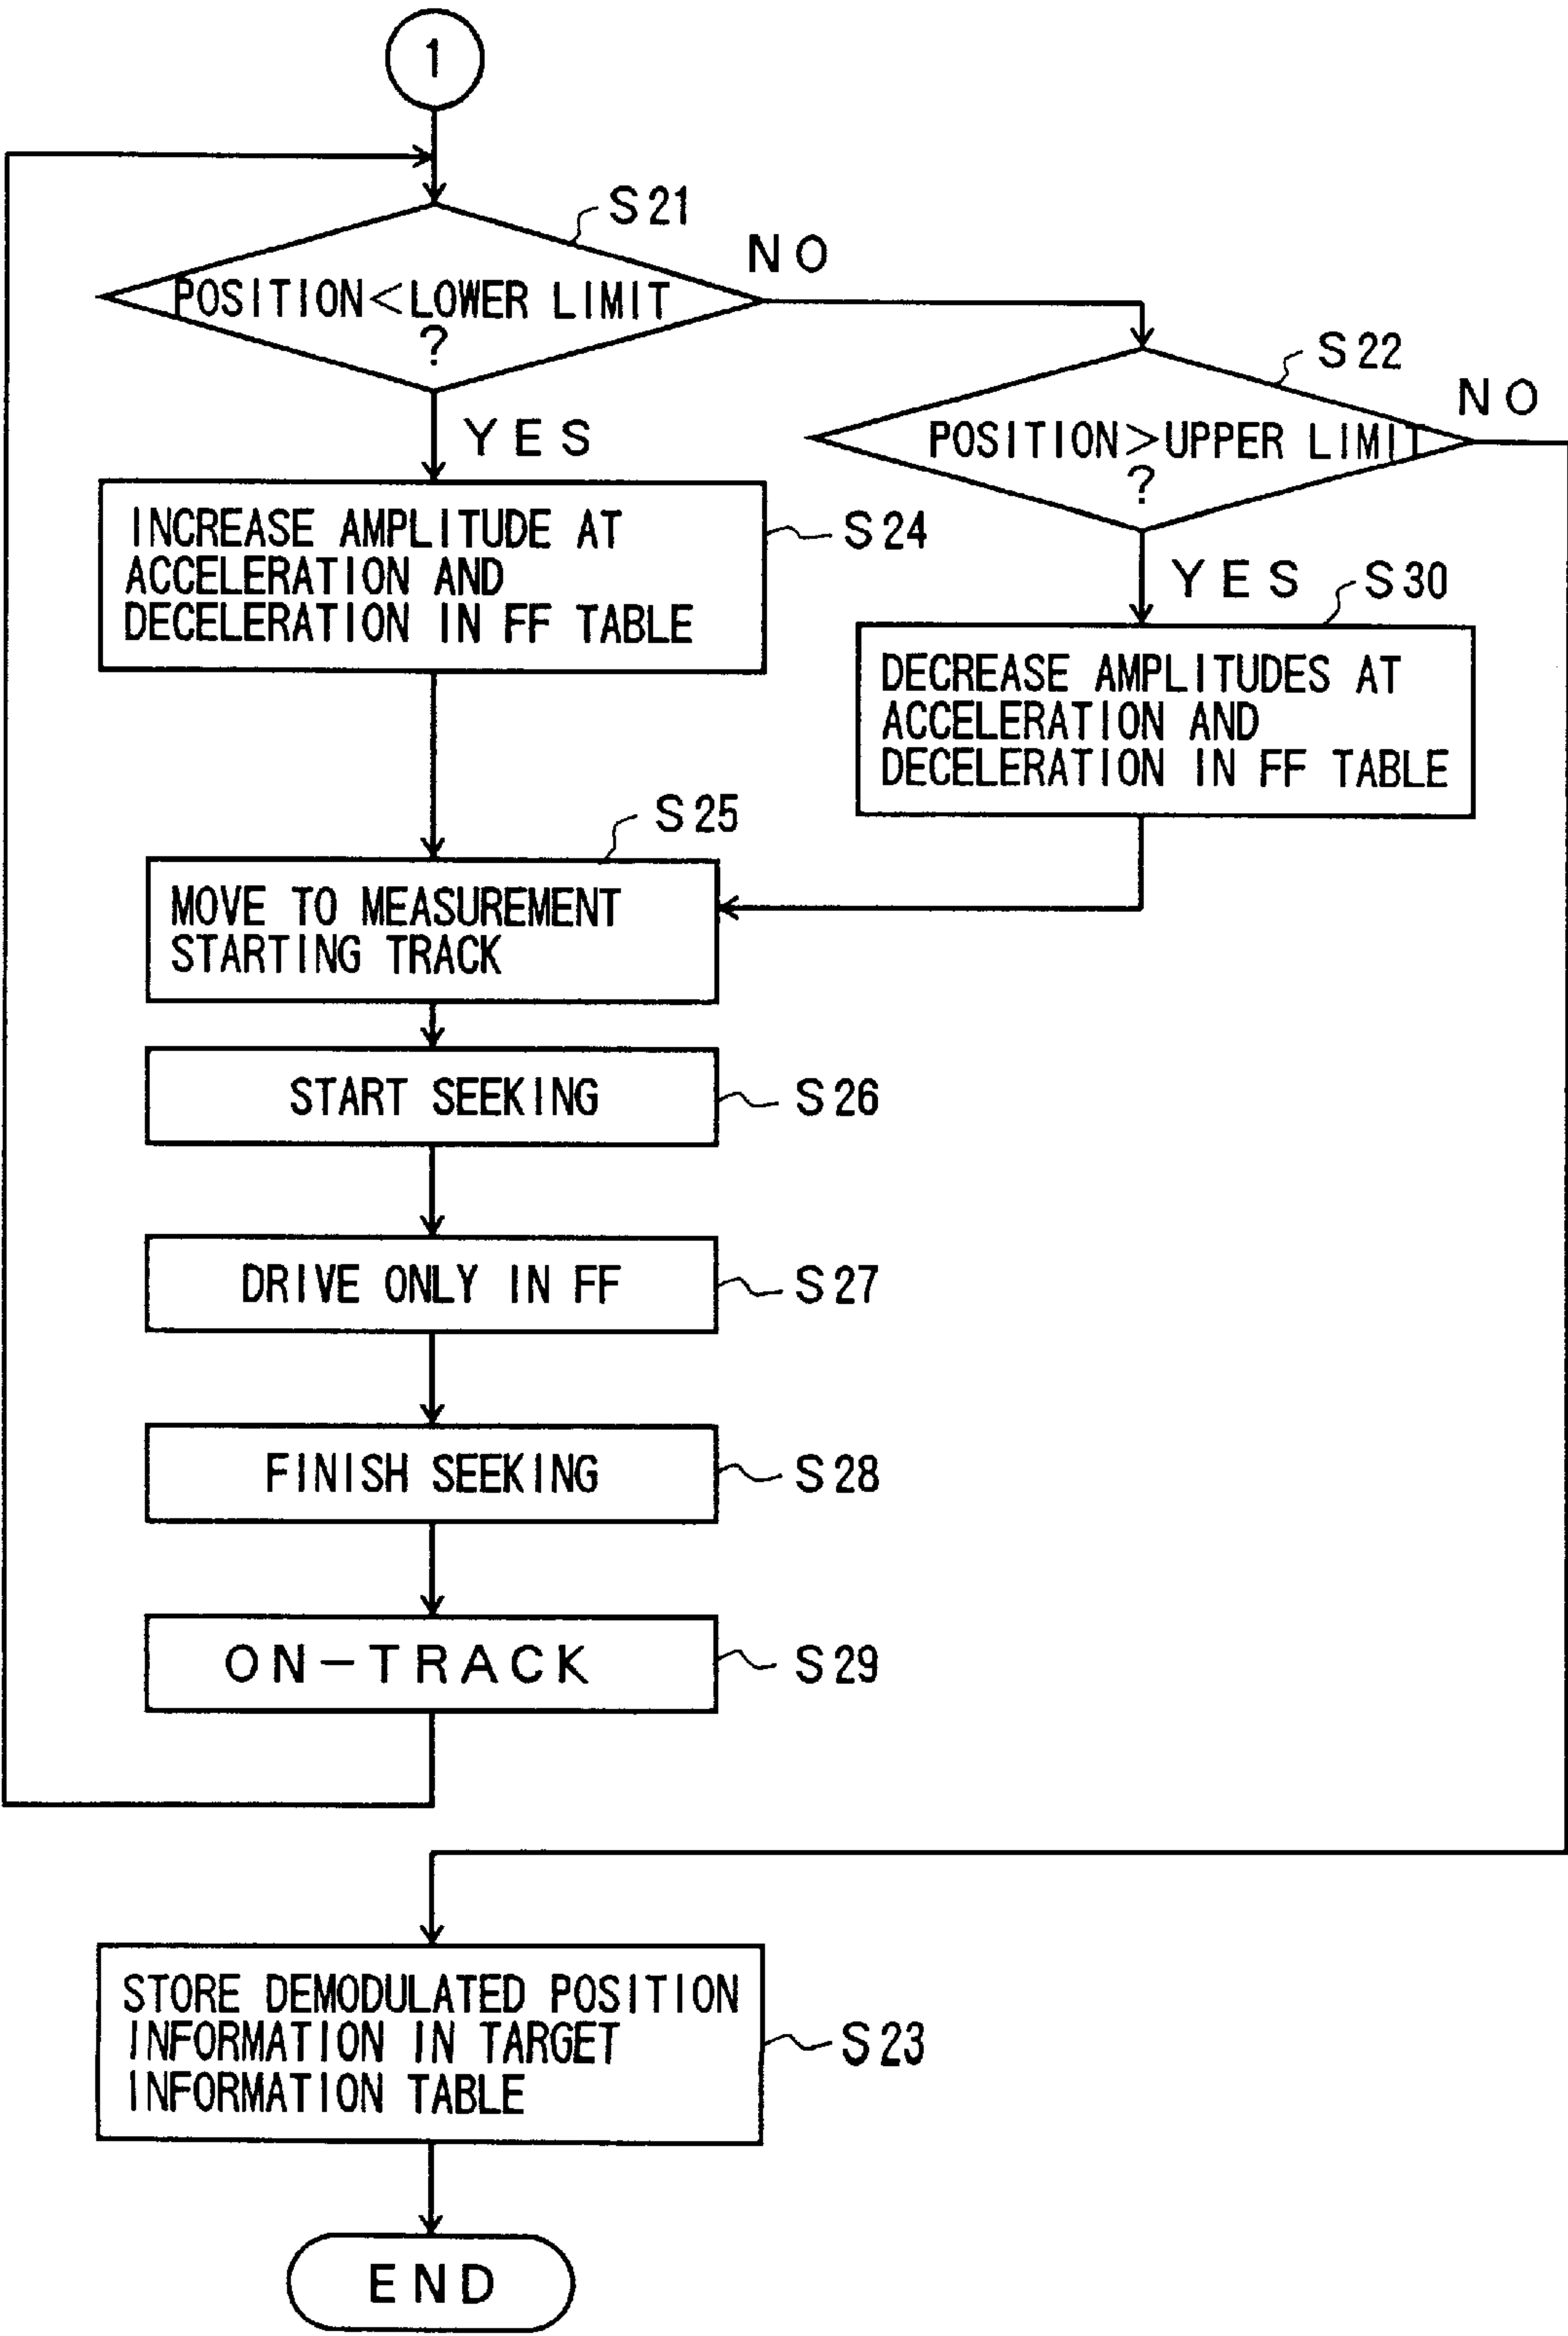 1
S21
NO
POSITION<LOWER LIMIT
?
YES
S22
NO
POSITION>UPPER LIMIT
?
YES
INCREASE AMPLITUDE AT
ACCELERATION AND
DECELERATION IN FF TABLE
S24
S30
DECREASE AMPLITUDES AT
ACCELERATION AND
DECELERATION IN FF TABLE
S25
MOVE TO MEASUREMENT
STARTING TRACK
START SEEKING
S26
DRIVE ONLY IN FF
S27
FINISH SEEKING
S28
ON-TRACK
S29
STORE DEMODULATED POSITION
INFORMATION IN TARGET
INFORMATION TABLE
S23
END